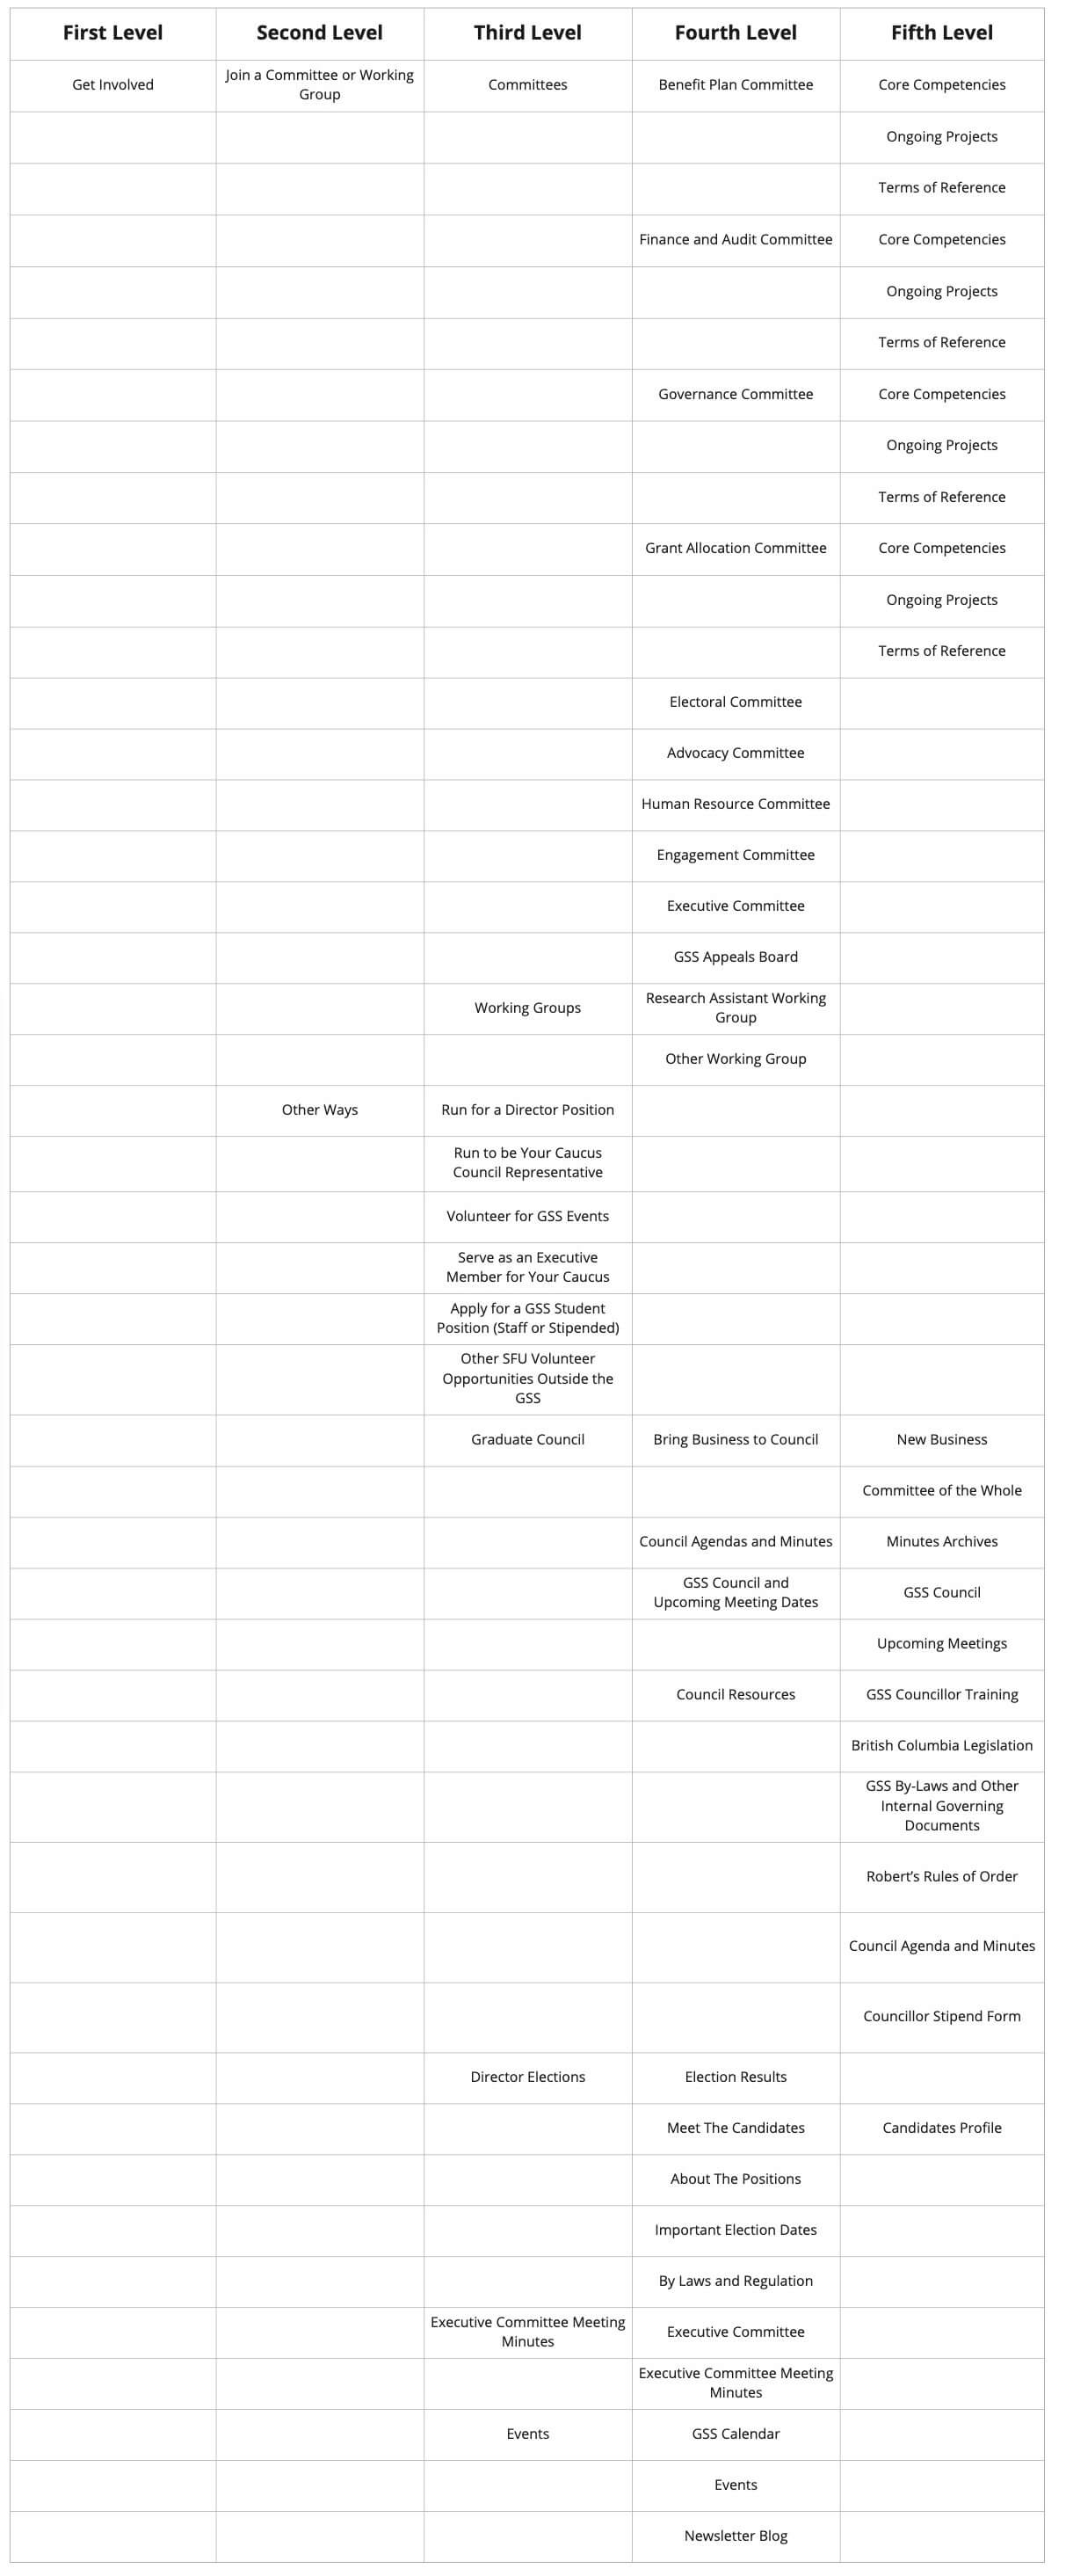 First Level Second Level Third Level Fourth Level Fifth Level
Get Involved Join a Committee or Working Group Committees Benefit Plan Committee Core Competencies
Ongoing Projects
Terms of Reference
Finance and Audit Committee Core Competencies
Ongoing Projects
Terms of Reference
Governance Committee Core Competencies
Ongoing Projects
Terms of Reference
Grant Allocation Committee Core Competencies
Ongoing Projects
Terms of Reference
Electoral Committee
Advocacy Committee
Human Resource Committee
Engagement Committee
Executive Committee
GSS Appeals Board
Working Groups Research Assistant Working Group
Other Working Group
Other Ways Run for a Director Position
Run to be Your Caucus
Council Representative
Volunteer for GSS Events
Serve as an Executive
Member for Your Caucus
Apply for a GSS Student
Position (Staff or Stipended)
Other SFU Volunteer
Opportunities Outside the
GSS
Graduate Council Bring Business to Council New Business
Committee of the Whole
Council Agendas and Minutes Minutes Archives
GSS Council and Upcoming Meeting Dates GSS Council
Upcoming Meetings
Council Resources GSS Councillor Training
British Columbia Legislation
GSS By-Laws and Other
Internal Governing
Documents
Robert's Rules of Order
Council Agenda and Minutes
Councillor Stipend Form
Director Elections Election Results
Meet The Candidates Candidates Profile
About The Positions
Important Election Dates
By Laws and Regulation
Executive Committee Meeting Minutes Executive Committee
Executive Committee Meeting
Minutes
Events GSS Calendar
Events
Newsletter Blog